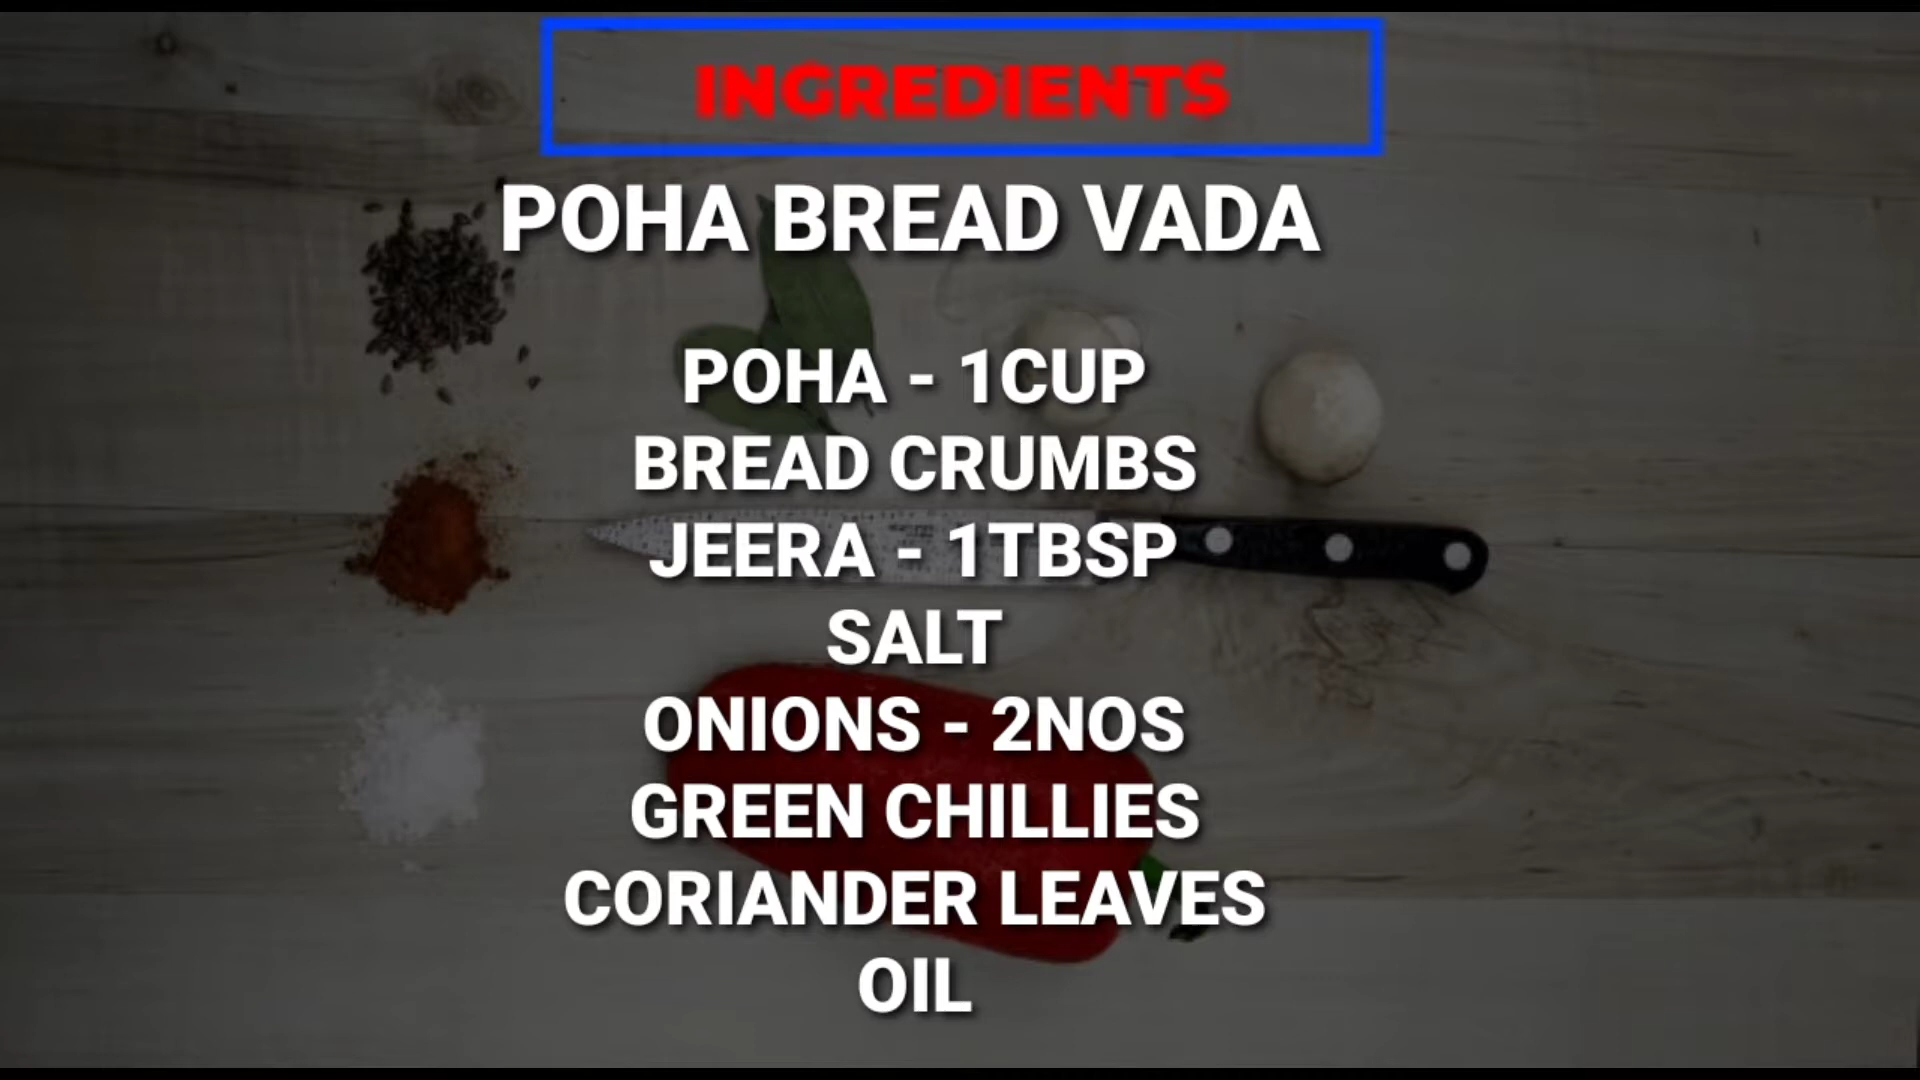 INGREDIENTS
POHA BREAD VADA
POHA - 1CUP
BREAD CRUMBS
JEERA - 1TBSP
SALT
ONIONS - 2NOS
GREEN CHILLIES
CORIANDER LEAVES
OIL